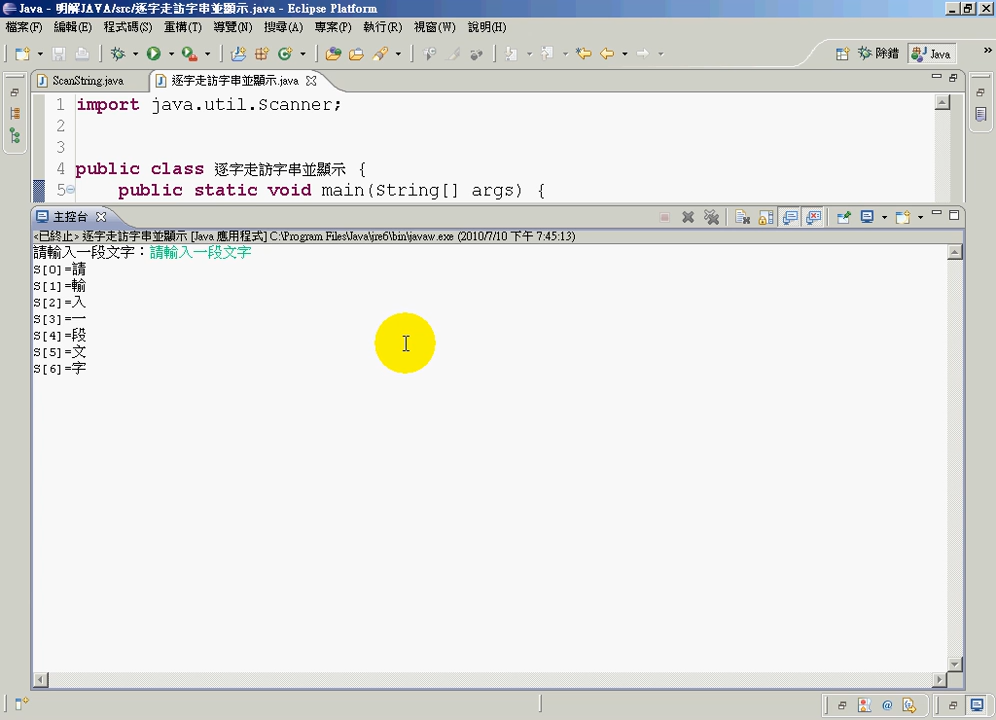 Java - 明解JAVA/src/逐字走訪字串並顯示.java - Eclipse Platform
檔案(F) 編輯(E) 程式碼(S) 重構(T) 導覽(N) 搜尋(A) 專案(P) 執行(R) 視窗(W) 說明(H)
除錯 Java
ScanString.java 逐字走訪字串並顯示.java
1 import java.util.Scanner;
2
3
4 public class 逐字走訪字串並顯示 {
5 public static void main(String[] args) {
主控台
<已終止> 逐字走訪字串並顯示 [Java 應用程式] C:\Program Files\Java\jre6\bin\javaw.exe (2010/7/10 下午 7:45:13)
請輸入一段文字：請輸入一段文字
S[0]=請
S[1]=輸
S[2]=入
S[3]=一
S[4]=段
S[5]=文
S[6]=字